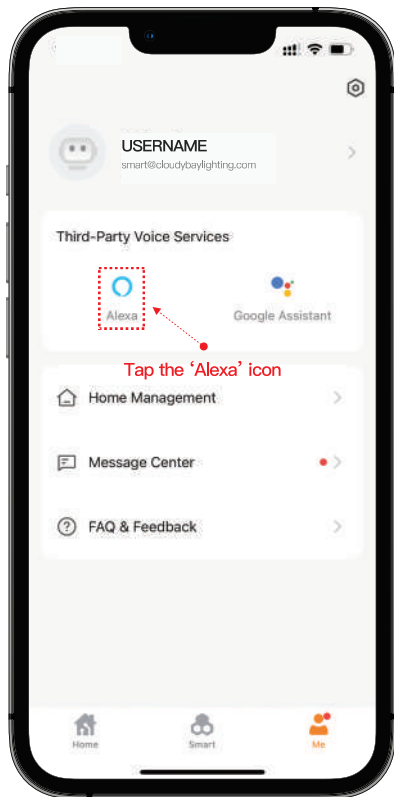 USERNAME
smart@cloudybaylighting.com
Third-Party Voice Services
Alexa
Google Assistant
Tap the ‘Alexa’ icon
Home Management
Message Center
FAQ & Feedback
Home
Smart
Me